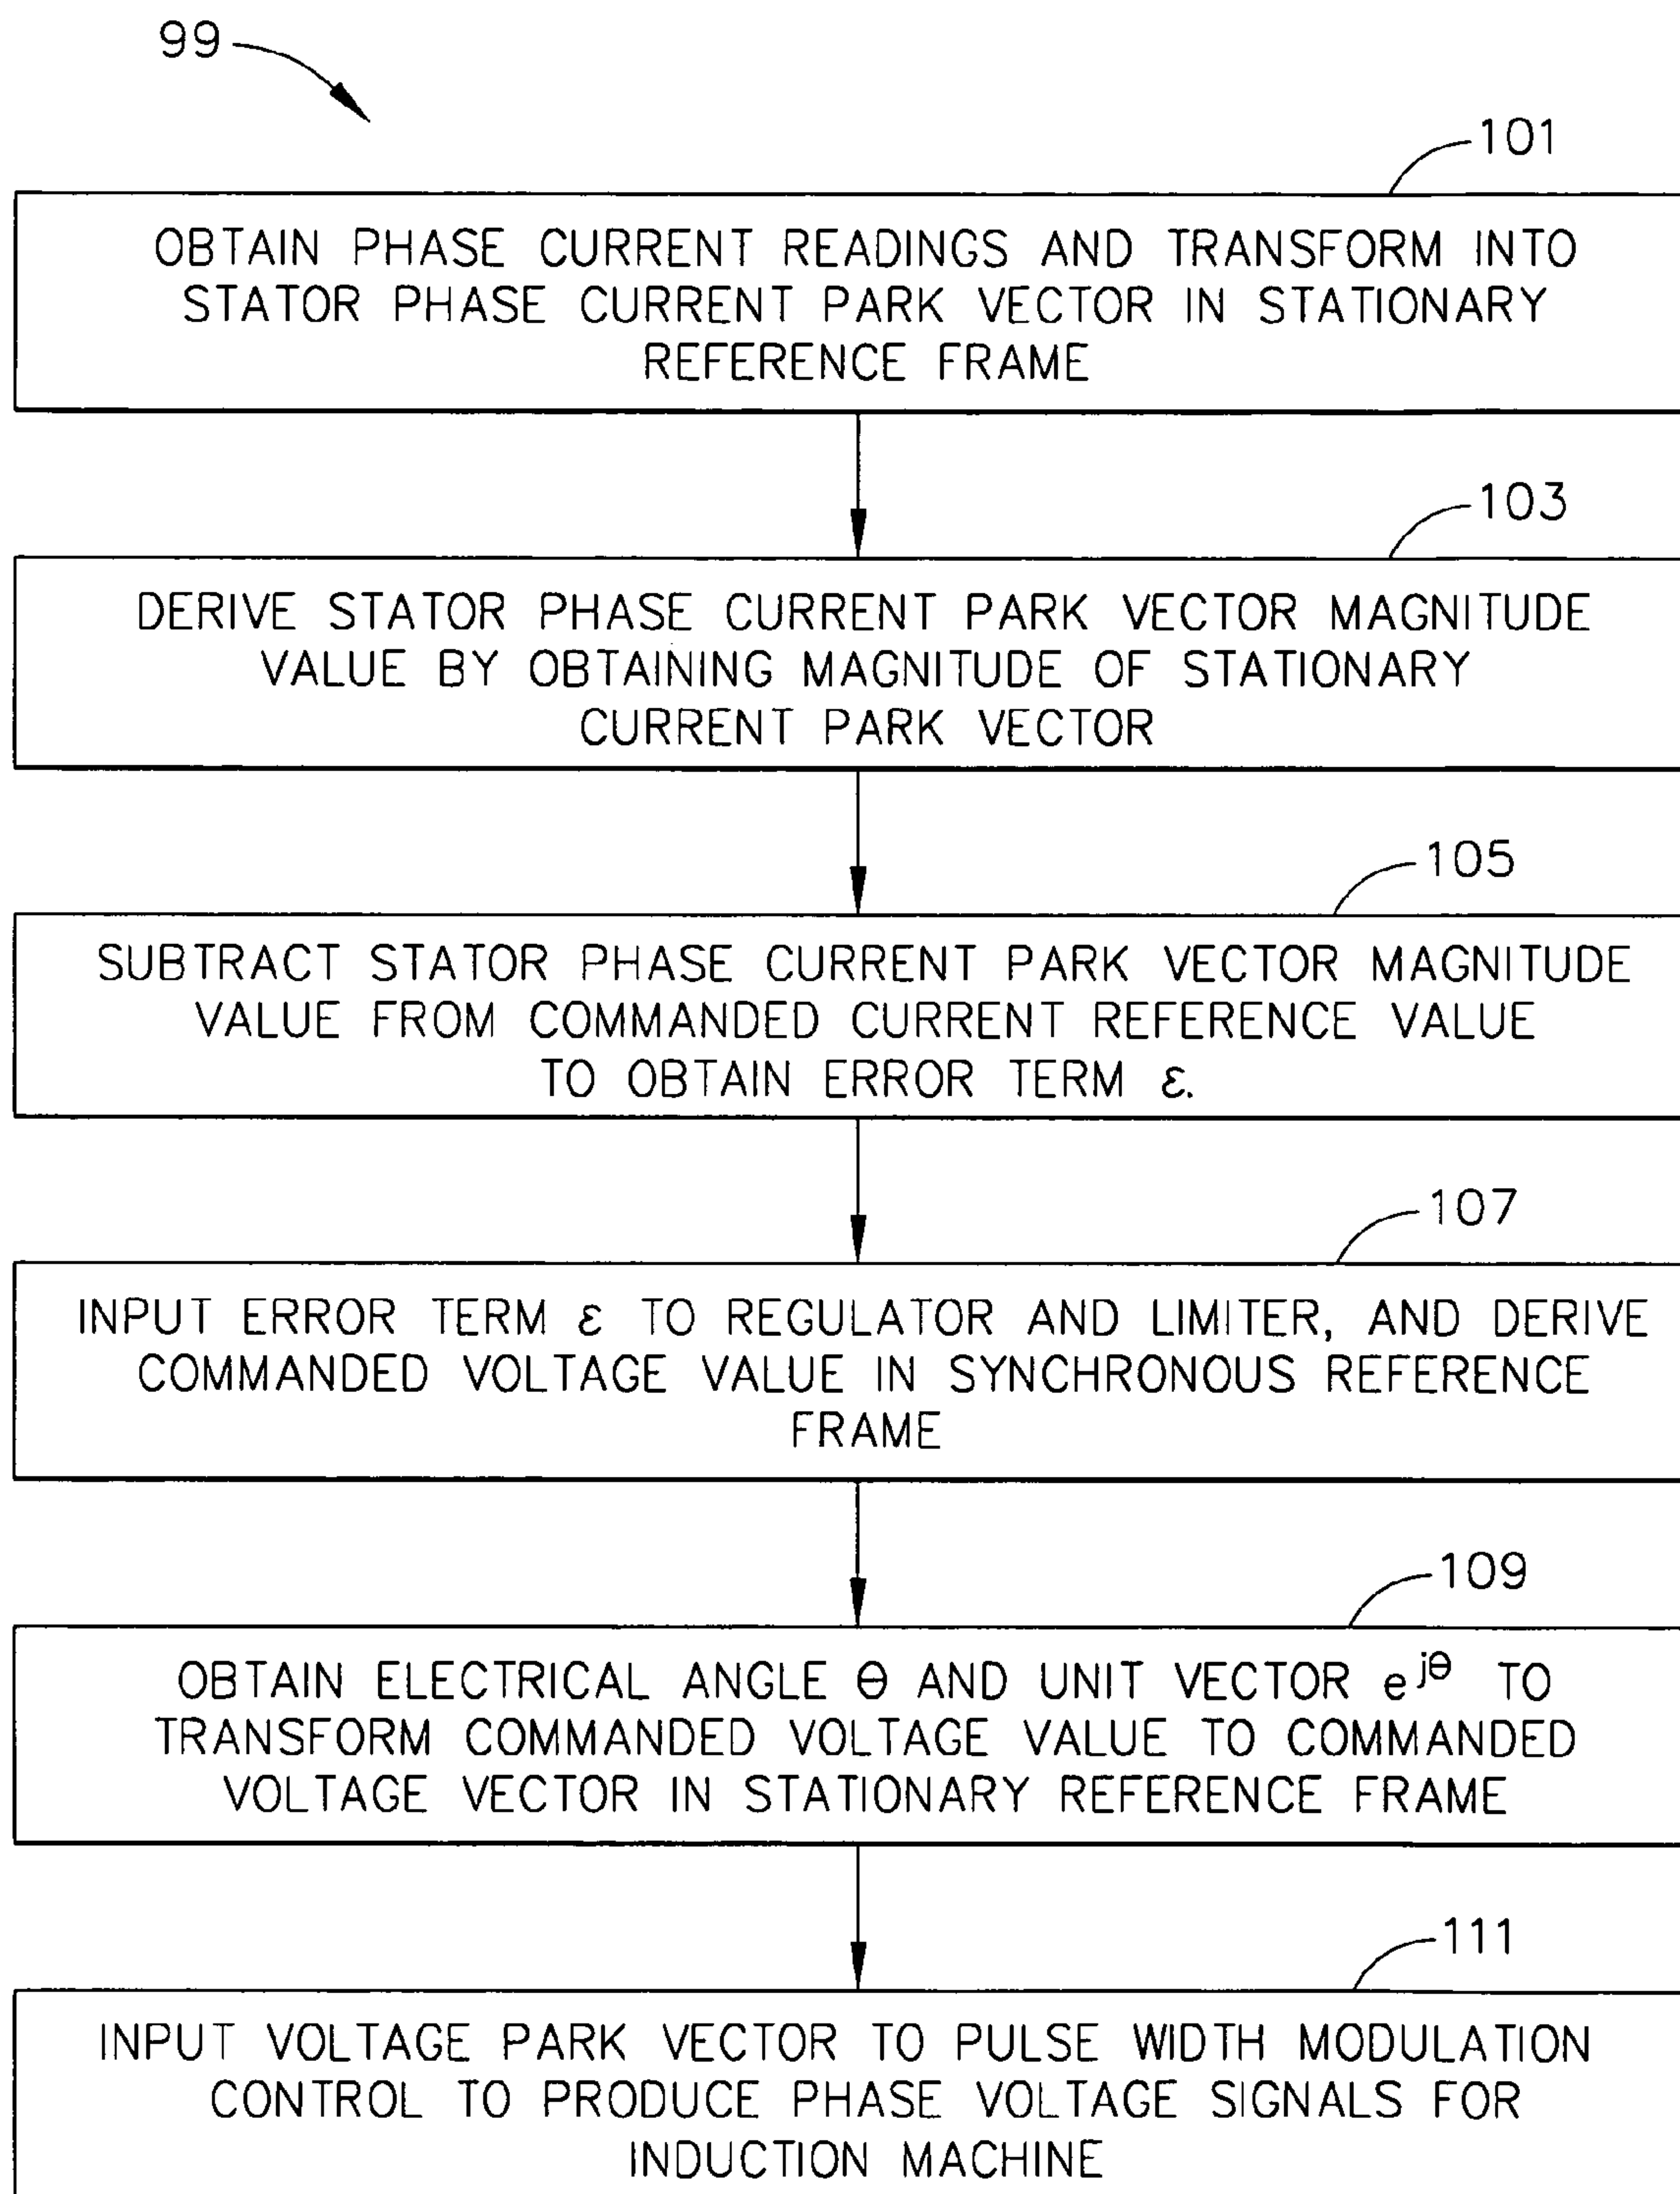 99
101
OBTAIN PHASE CURRENT READINGS AND TRANSFORM INTO
STATOR PHASE CURRENT PARK VECTOR IN STATIONARY
REFERENCE FRAME
103
DERIVE STATOR PHASE CURRENT PARK VECTOR MAGNITUDE
VALUE BY OBTAINING MAGNITUDE OF STATIONARY
CURRENT PARK VECTOR
105
SUBTRACT STATOR PHASE CURRENT PARK VECTOR MAGNITUDE
VALUE FROM COMMANDED CURRENT REFERENCE VALUE
TO OBTAIN ERROR TERM ε.
107
INPUT ERROR TERM ε TO REGULATOR AND LIMITER, AND DERIVE
COMMANDED VOLTAGE VALUE IN SYNCHRONOUS REFERENCE
FRAME
109
OBTAIN ELECTRICAL ANGLE θ AND UNIT VECTOR e^jθ TO
TRANSFORM COMMANDED VOLTAGE VALUE TO COMMANDED
VOLTAGE VECTOR IN STATIONARY REFERENCE FRAME
111
INPUT VOLTAGE PARK VECTOR TO PULSE WIDTH MODULATION
CONTROL TO PRODUCE PHASE VOLTAGE SIGNALS FOR
INDUCTION MACHINE